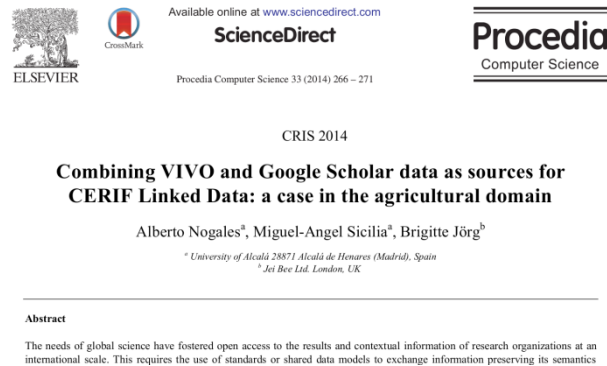 Available online at www.sciencedirect.com
CrossMark
ScienceDirect
Procedia
Computer Science
ELSEVIER
Procedia Computer Science 33 (2014) 266 – 271
CRIS 2014
Combining VIVO and Google Scholar data as sources for
CERIF Linked Data: a case in the agricultural domain
Alberto Nogalesᵃ, Miguel-Angel Siciliaᵃ, Brigitte Jörgᵇ
ᵃ University of Alcalá 28871 Alcalá de Henares (Madrid), Spain
ᵇ Jei Bee Ltd. London, UK
Abstract
The needs of global science have fostered open access to the results and contextual information of research organizations at an
international scale. This requires the use of standards or shared data models to exchange information preserving its semantics